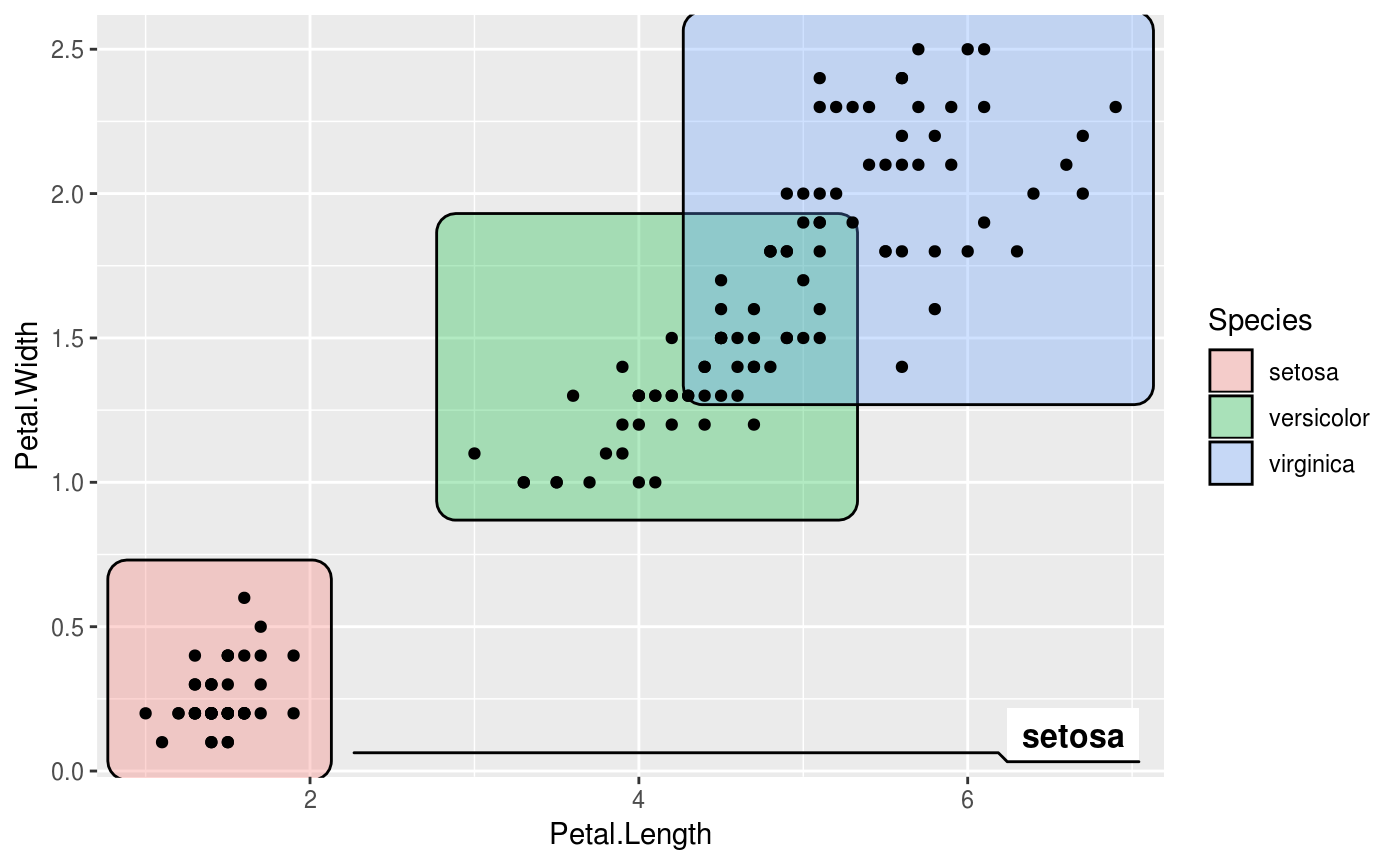 2.5
2.0
1.5
1.0
0.5
0.0
2 4 6
Petal.Length
Petal.Width
setosa
Species
setosa
versicolor
virginica